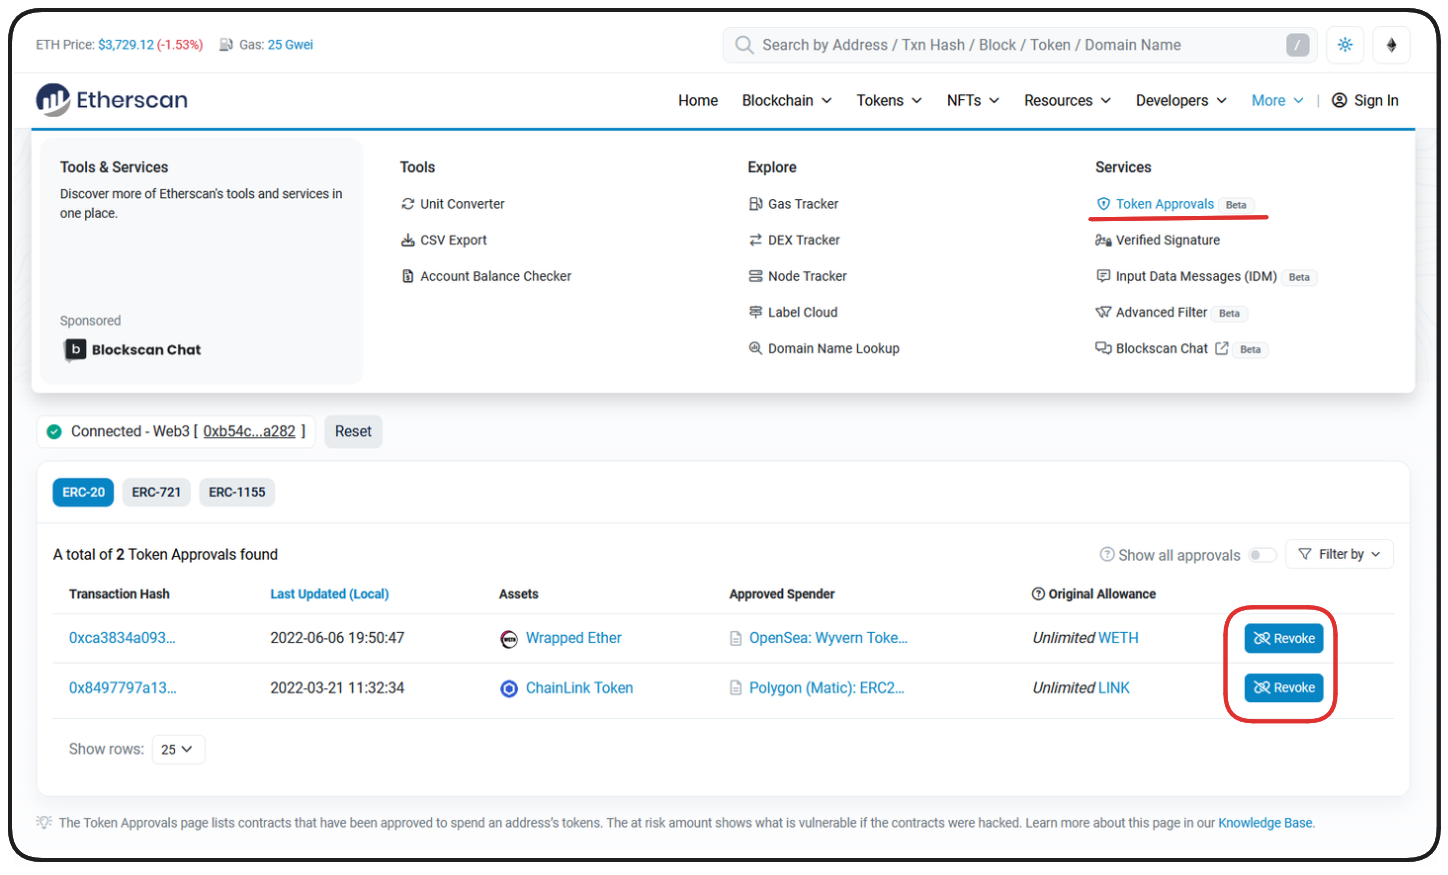 ETH Price: $3,729.12 (-1.53%) Gas: 25 Gwei
Search by Address / Txn Hash / Block / Token / Domain Name /
Etherscan
Home Blockchain Tokens NFTs Resources Developers More | Sign In
Tools & Services
Discover more of Etherscan's tools and services in
one place.
Sponsored
b Blockscan Chat
Tools
Unit Converter
CSV Export
Account Balance Checker
Explore
Gas Tracker
DEX Tracker
Node Tracker
Label Cloud
Domain Name Lookup
Services
Token Approvals Beta
Verified Signature
Input Data Messages (IDM) Beta
Advanced Filter Beta
Blockscan Chat Beta
Connected - Web3 [ 0xb54c...a282 ] Reset
ERC-20 ERC-721 ERC-1155
A total of 2 Token Approvals found
Show all approvals Filter by
Transaction Hash Last Updated (Local) Assets Approved Spender Original Allowance
0xca3834a093... 2022-06-06 19:50:47 WETH Wrapped Ether OpenSea: Wyvern Toke... Unlimited WETH Revoke
0x8497797a13... 2022-03-21 11:32:34 ChainLink Token Polygon (Matic): ERC2... Unlimited LINK Revoke
Show rows: 25
The Token Approvals page lists contracts that have been approved to spend an address's tokens. The at risk amount shows what is vulnerable if the contracts were hacked. Learn more about this page in our Knowledge Base.